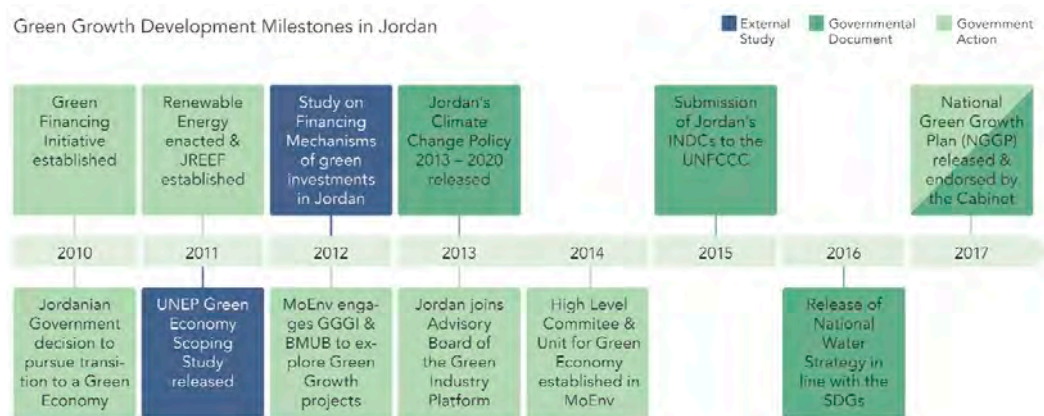 Green Growth Development Milestones in Jordan
External
Study
Governmental
Document
Government
Action
Green
Financing
Initiative
established
Renewable
Energy
enacted &
JREEF
established
Study on
Financing
Mechanisms
of green
investments
in Jordan
Jordan's
Climate
Change Policy
2013 – 2020
released
Submission
of Jordan's
INDCs to the
UNFCCC
National
Green Growth
Plan (NGGP)
released &
endorsed by
the Cabinet
2010
2011
2012
2013
2014
2015
2016
2017
Jordanian
Government
decision to
pursue transi-
tion to a Green
Economy
UNEP Green
Economy
Scoping
Study
released
MoEnv enga-
ges GGGI &
BMUB to ex-
plore Green
Growth
projects
Jordan joins
Advisory
Board of
the Green
Industry
Platform
High Level
Commitee &
Unit for Green
Economy
established in
MoEnv
Release of
National
Water
Strategy in
line with the
SDGs